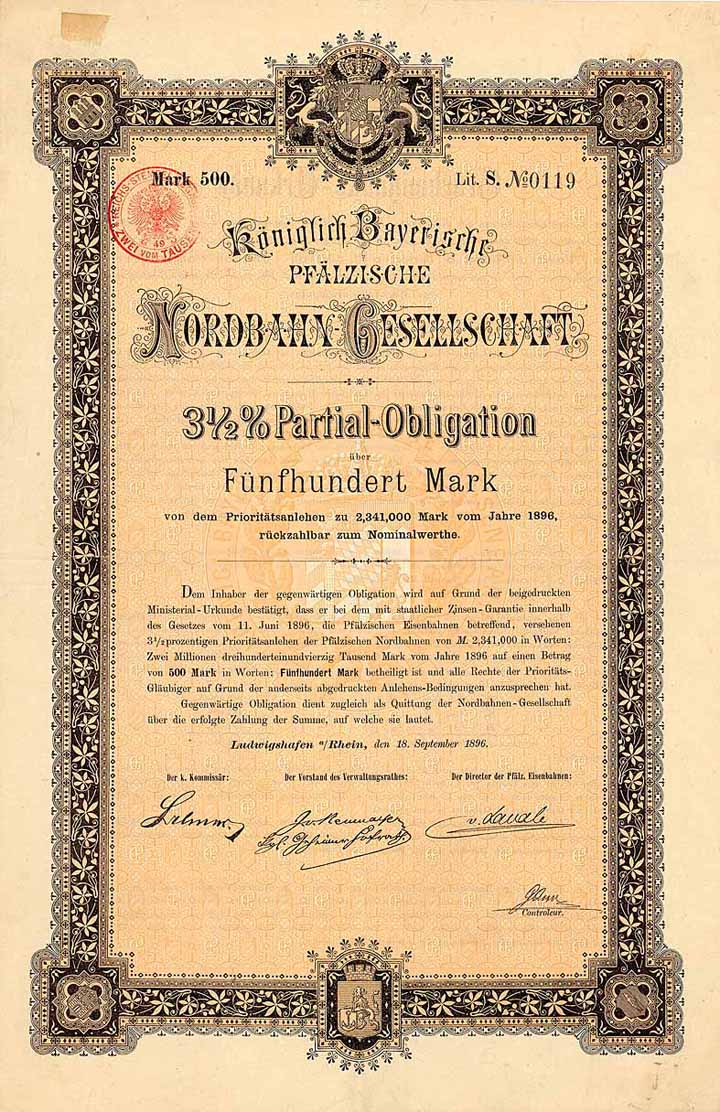 Mark 500.
Lit. S. №0119
ZWEI VOM TAUSE
Königlich Bayerische
PFÄLZISCHE
NORDBAHN-GESELLSCHAFT
3½% Partial-Obligation
über
Fünfhundert Mark
von dem Prioritätsanlehen zu 2,341,000 Mark vom Jahre 1896,
rückzahlbar zum Nominalwerthe.
Dem Inhaber der gegenwärtigen Obligation wird auf Grund der beigedruckten
Ministerial-Urkunde bestätigt, dass er bei dem mit staatlicher Zinsen-Garantie innerhalb
des Gesetzes vom 11. Juni 1896, die Pfälzischen Eisenbahnen betreffend, versehenen
3½prozentigen Prioritätsanlehen der Pfälzischen Nordbahnen von M. 2,341,000 in Worten:
Zwei Millionen dreihunderteinundvierzig Tausend Mark vom Jahre 1896 auf einen Betrag
von 500 Mark in Worten: Fünfhundert Mark betheiligt ist und alle Rechte der Prioritäts-
Gläubiger auf Grund der anderseits abgedruckten Anlehens-Bedingungen anzusprechen hat.
Gegenwärtige Obligation dient zugleich als Quittung der Nordbahnen-Gesellschaft
über die erfolgte Zahlung der Summe, auf welche sie lautet.
Ludwigshafen a/Rhein, den 18. September 1896.
Der k. Kommissär:
Der Vorstand des Verwaltungsrathes:
Der Director der Pfälz. Eisenbahnen:
v. Lavale
Controleur.